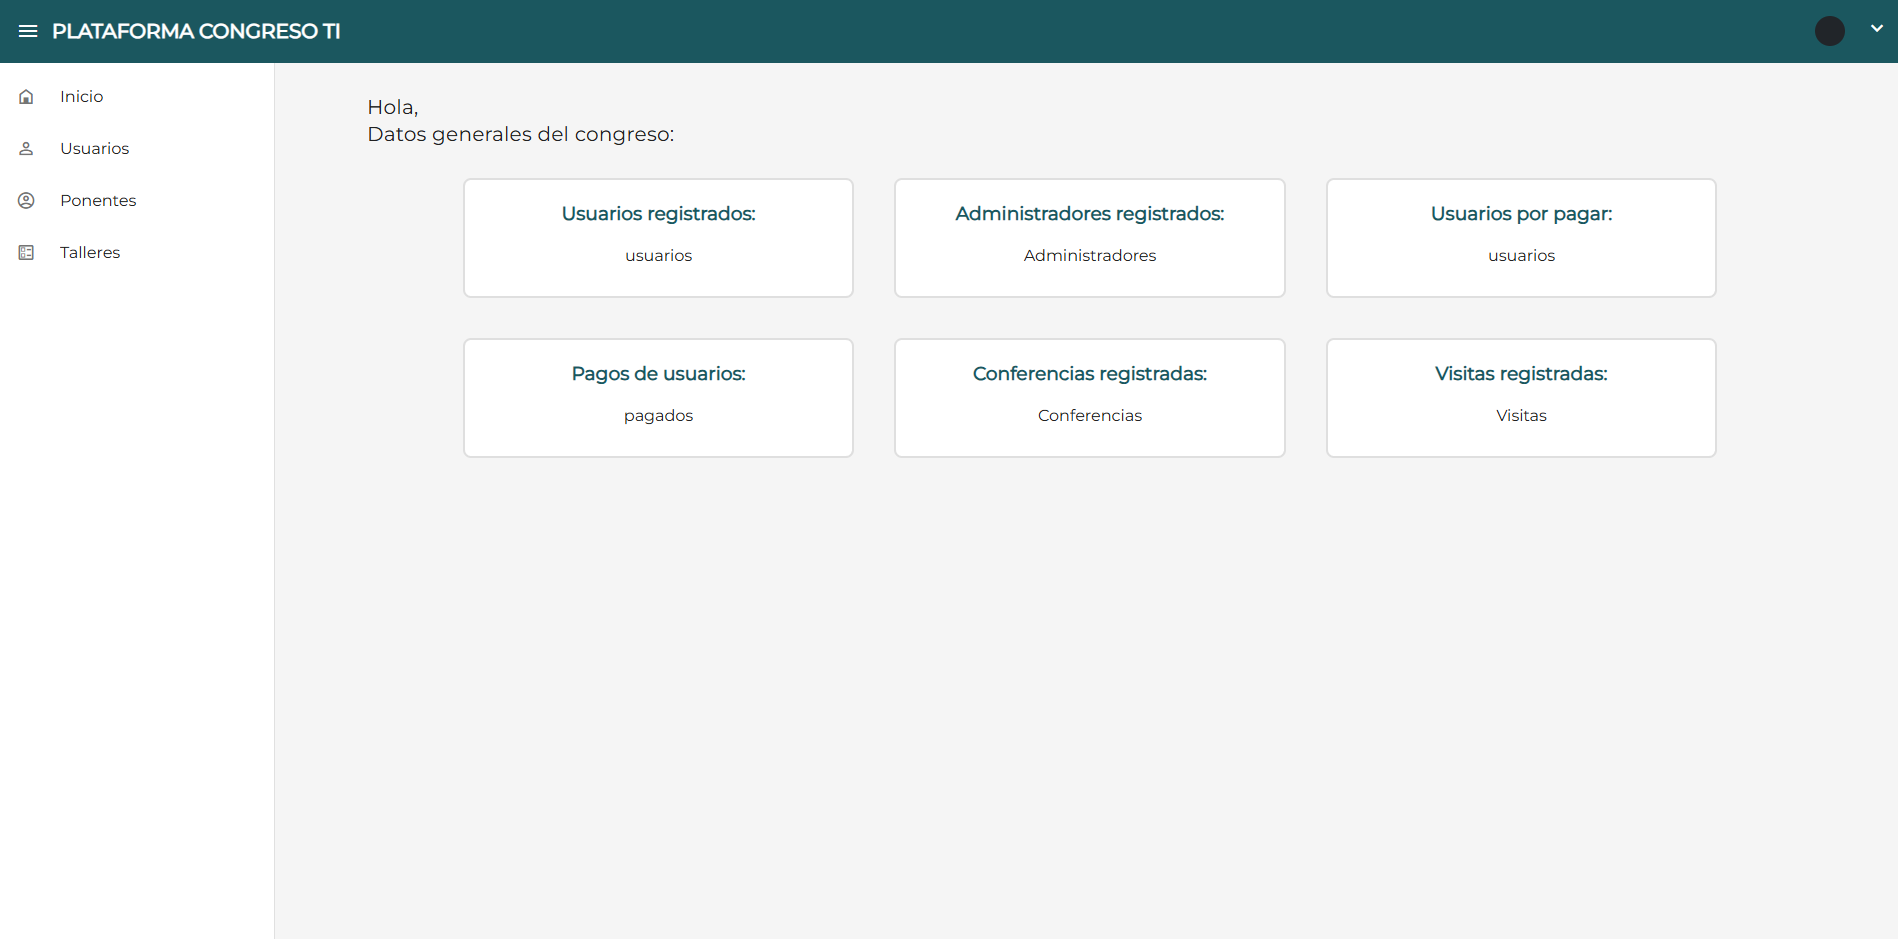 PLATAFORMA CONGRESO TI
Inicio
Usuarios
Ponentes
Talleres
Hola,
Datos generales del congreso:
Usuarios registrados:
usuarios
Administradores registrados:
Administradores
Usuarios por pagar:
usuarios
Pagos de usuarios:
pagados
Conferencias registradas:
Conferencias
Visitas registradas:
Visitas